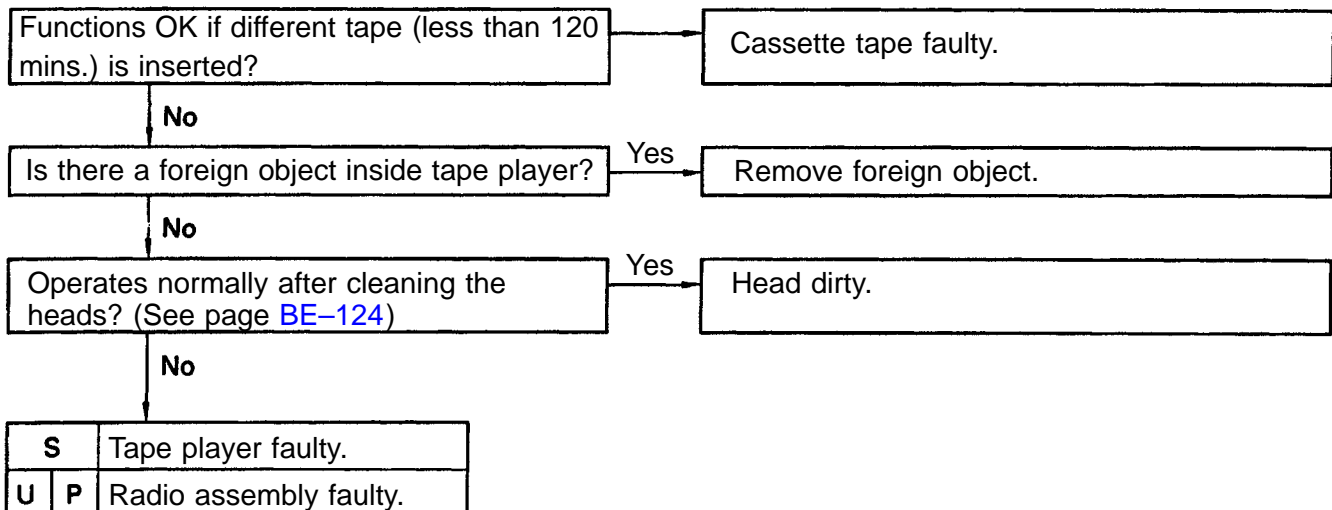 Functions OK if different tape (less than 120
mins.) is inserted?
Cassette tape faulty.
No
Is there a foreign object inside tape player?
Yes
Remove foreign object.
No
Operates normally after cleaning the
heads? (See page BE–124)
Yes
Head dirty.
No
S Tape player faulty.
U P Radio assembly faulty.